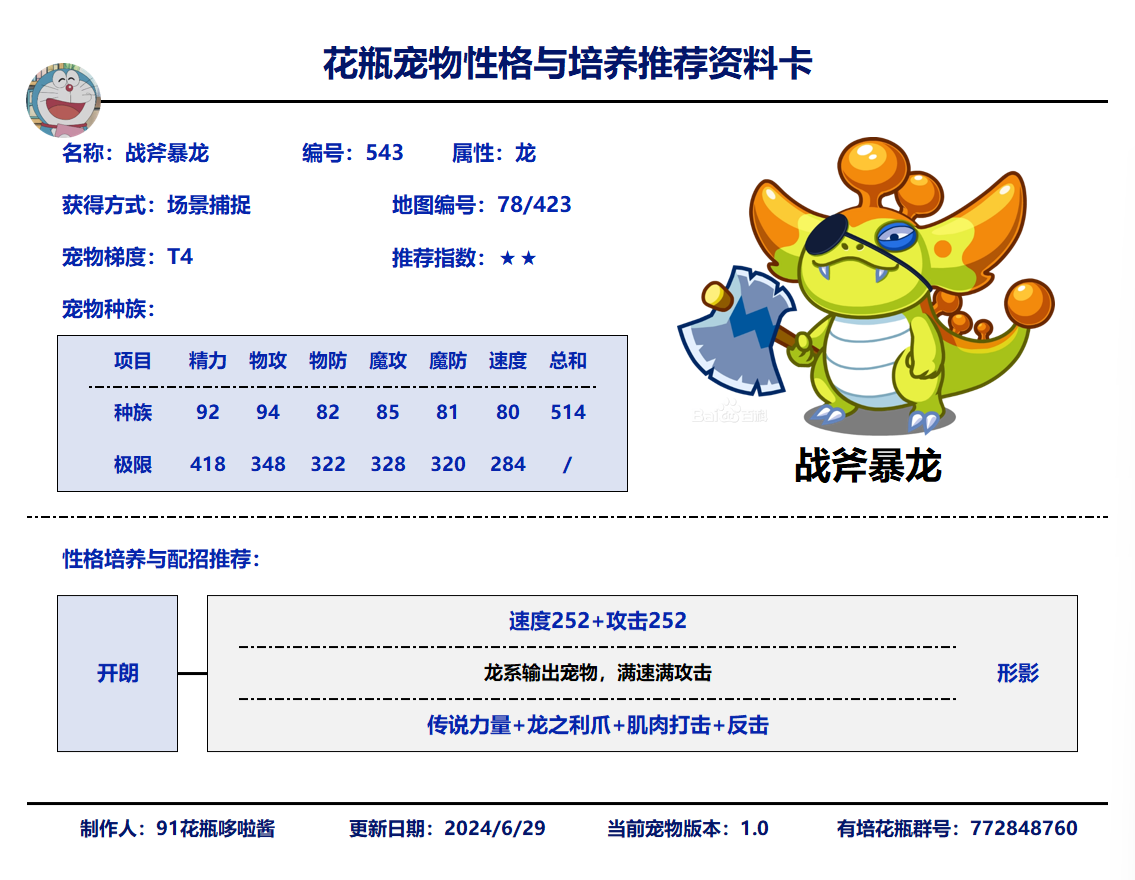 花瓶宠物性格与培养推荐资料卡
名称：战斧暴龙 编号：543 属性：龙
获得方式：场景捕捉 地图编号：78/423
宠物梯度：T4 推荐指数：★★
宠物种族：
项目 精力 物攻 物防 魔攻 魔防 速度 总和
种族 92 94 82 85 81 80 514
极限 418 348 322 328 320 284 /
Baidu百科
战斧暴龙
性格培养与配招推荐：
开朗
速度252+攻击252
龙系输出宠物，满速满攻击
传说力量+龙之利爪+肌肉打击+反击
形影
制作人：91花瓶哆啦酱 更新日期：2024/6/29 当前宠物版本：1.0 有培花瓶群号：772848760